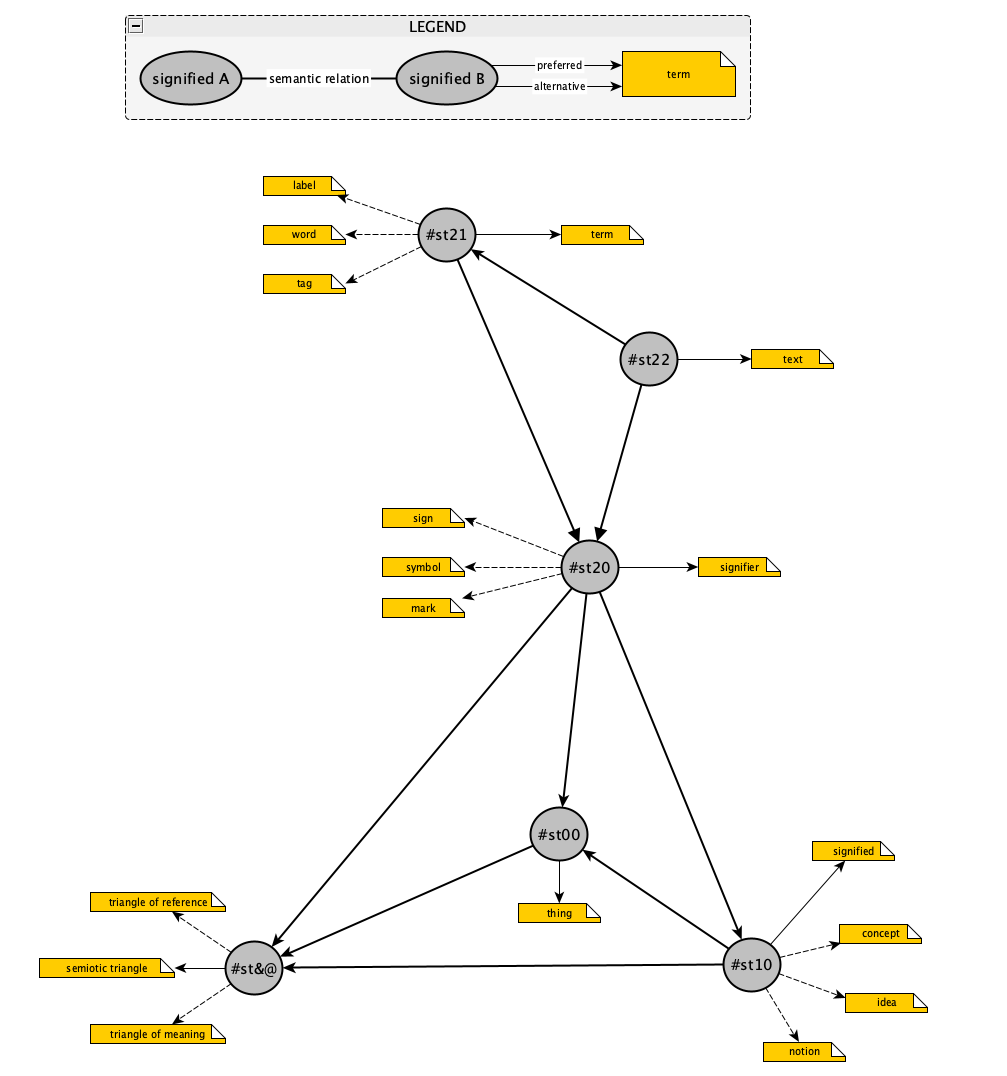 LEGEND
signified A
semantic relation
signified B
preferred
alternative
term
label
word
tag
#st21
term
#st22
text
sign
symbol
mark
#st20
signifier
#st00
thing
signified
concept
idea
notion
#st10
triangle of reference
semiotic triangle
triangle of meaning
#st&@